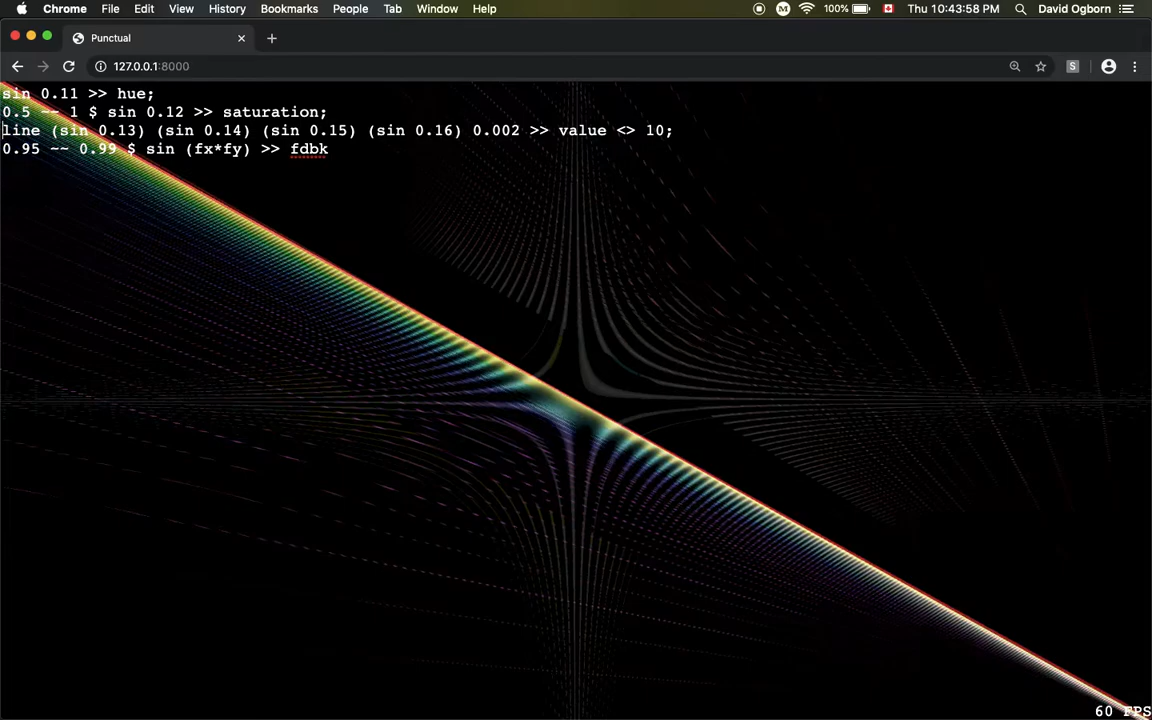 Chrome File Edit View History Bookmarks People Tab Window Help M 100% Thu 10:43:58 PM David Ogborn
Punctual
127.0.0.1:8000 S
sin 0.11 >> hue;
0.5 ~~ 1 $ sin 0.12 >> saturation;
line (sin 0.13) (sin 0.14) (sin 0.15) (sin 0.16) 0.002 >> value <> 10;
0.95 ~~ 0.99 $ sin (fx*fy) >> fdbk
60 FPS